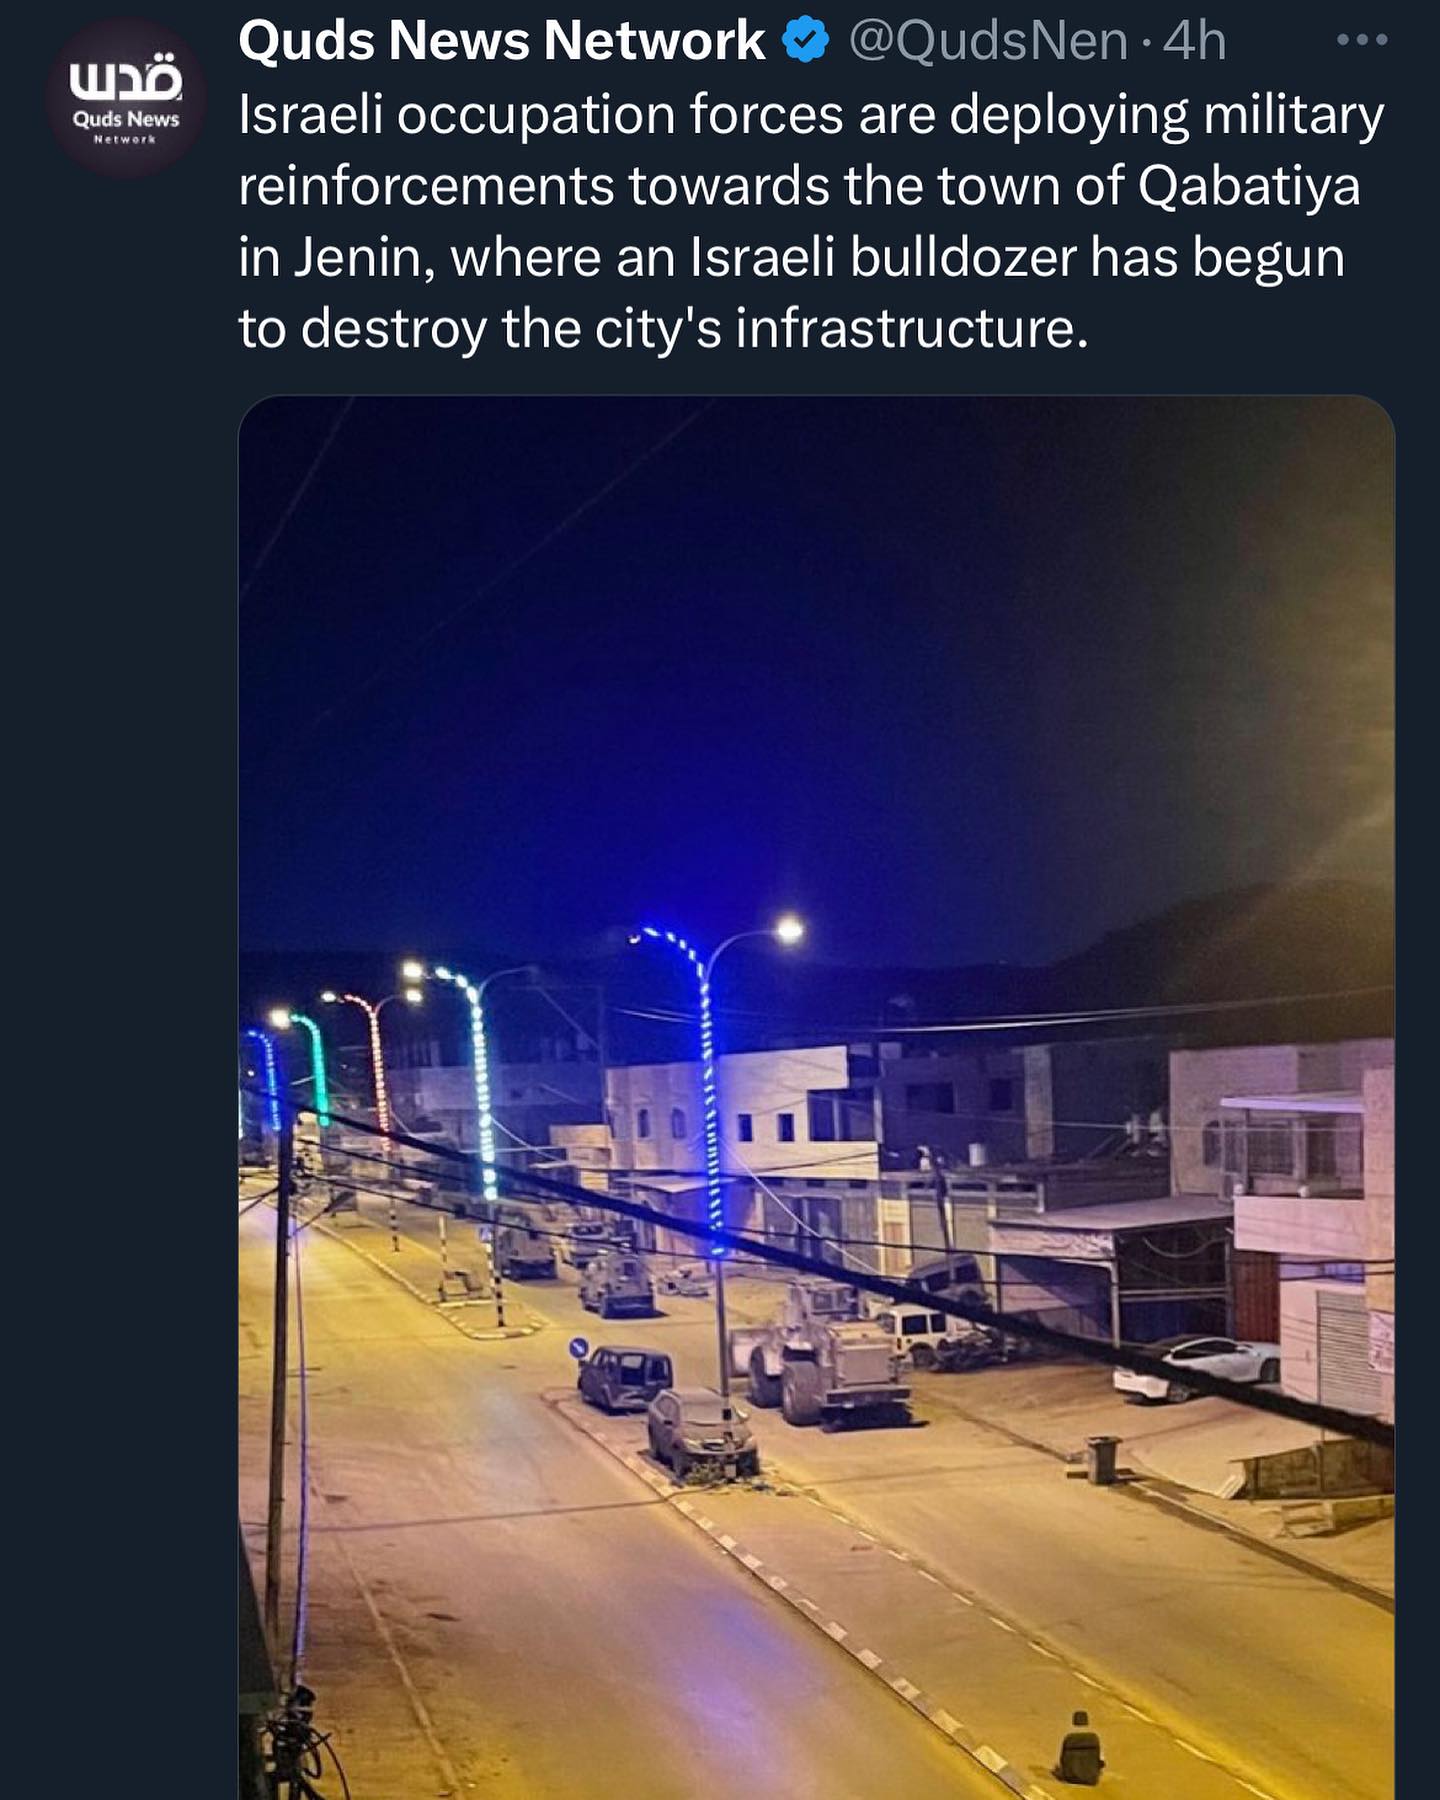 Quds News Network @QudsNen · 4h
قدس
Quds News
Network
Israeli occupation forces are deploying military
reinforcements towards the town of Qabatiya
in Jenin, where an Israeli bulldozer has begun
to destroy the city's infrastructure.